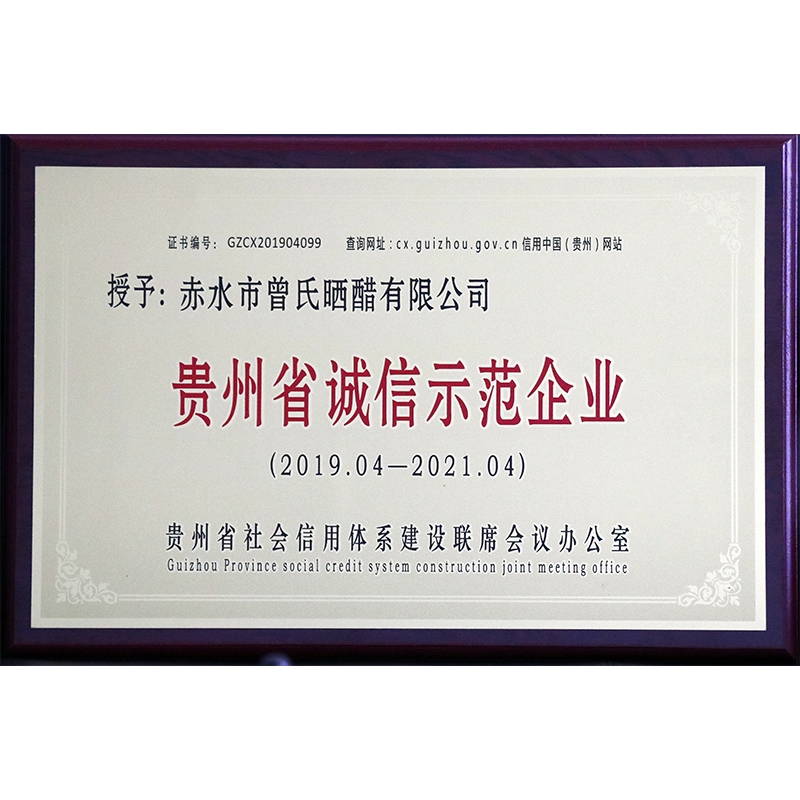 证书编号： GZCX201904099 查询网址：cx.guizhou.gov.cn 信用中国（贵州）网站
授予：赤水市曾氏晒醋有限公司
贵州省诚信示范企业
(2019.04—2021.04)
贵州省社会信用体系建设联席会议办公室
Guizhou Province social credit system construction joint meeting office